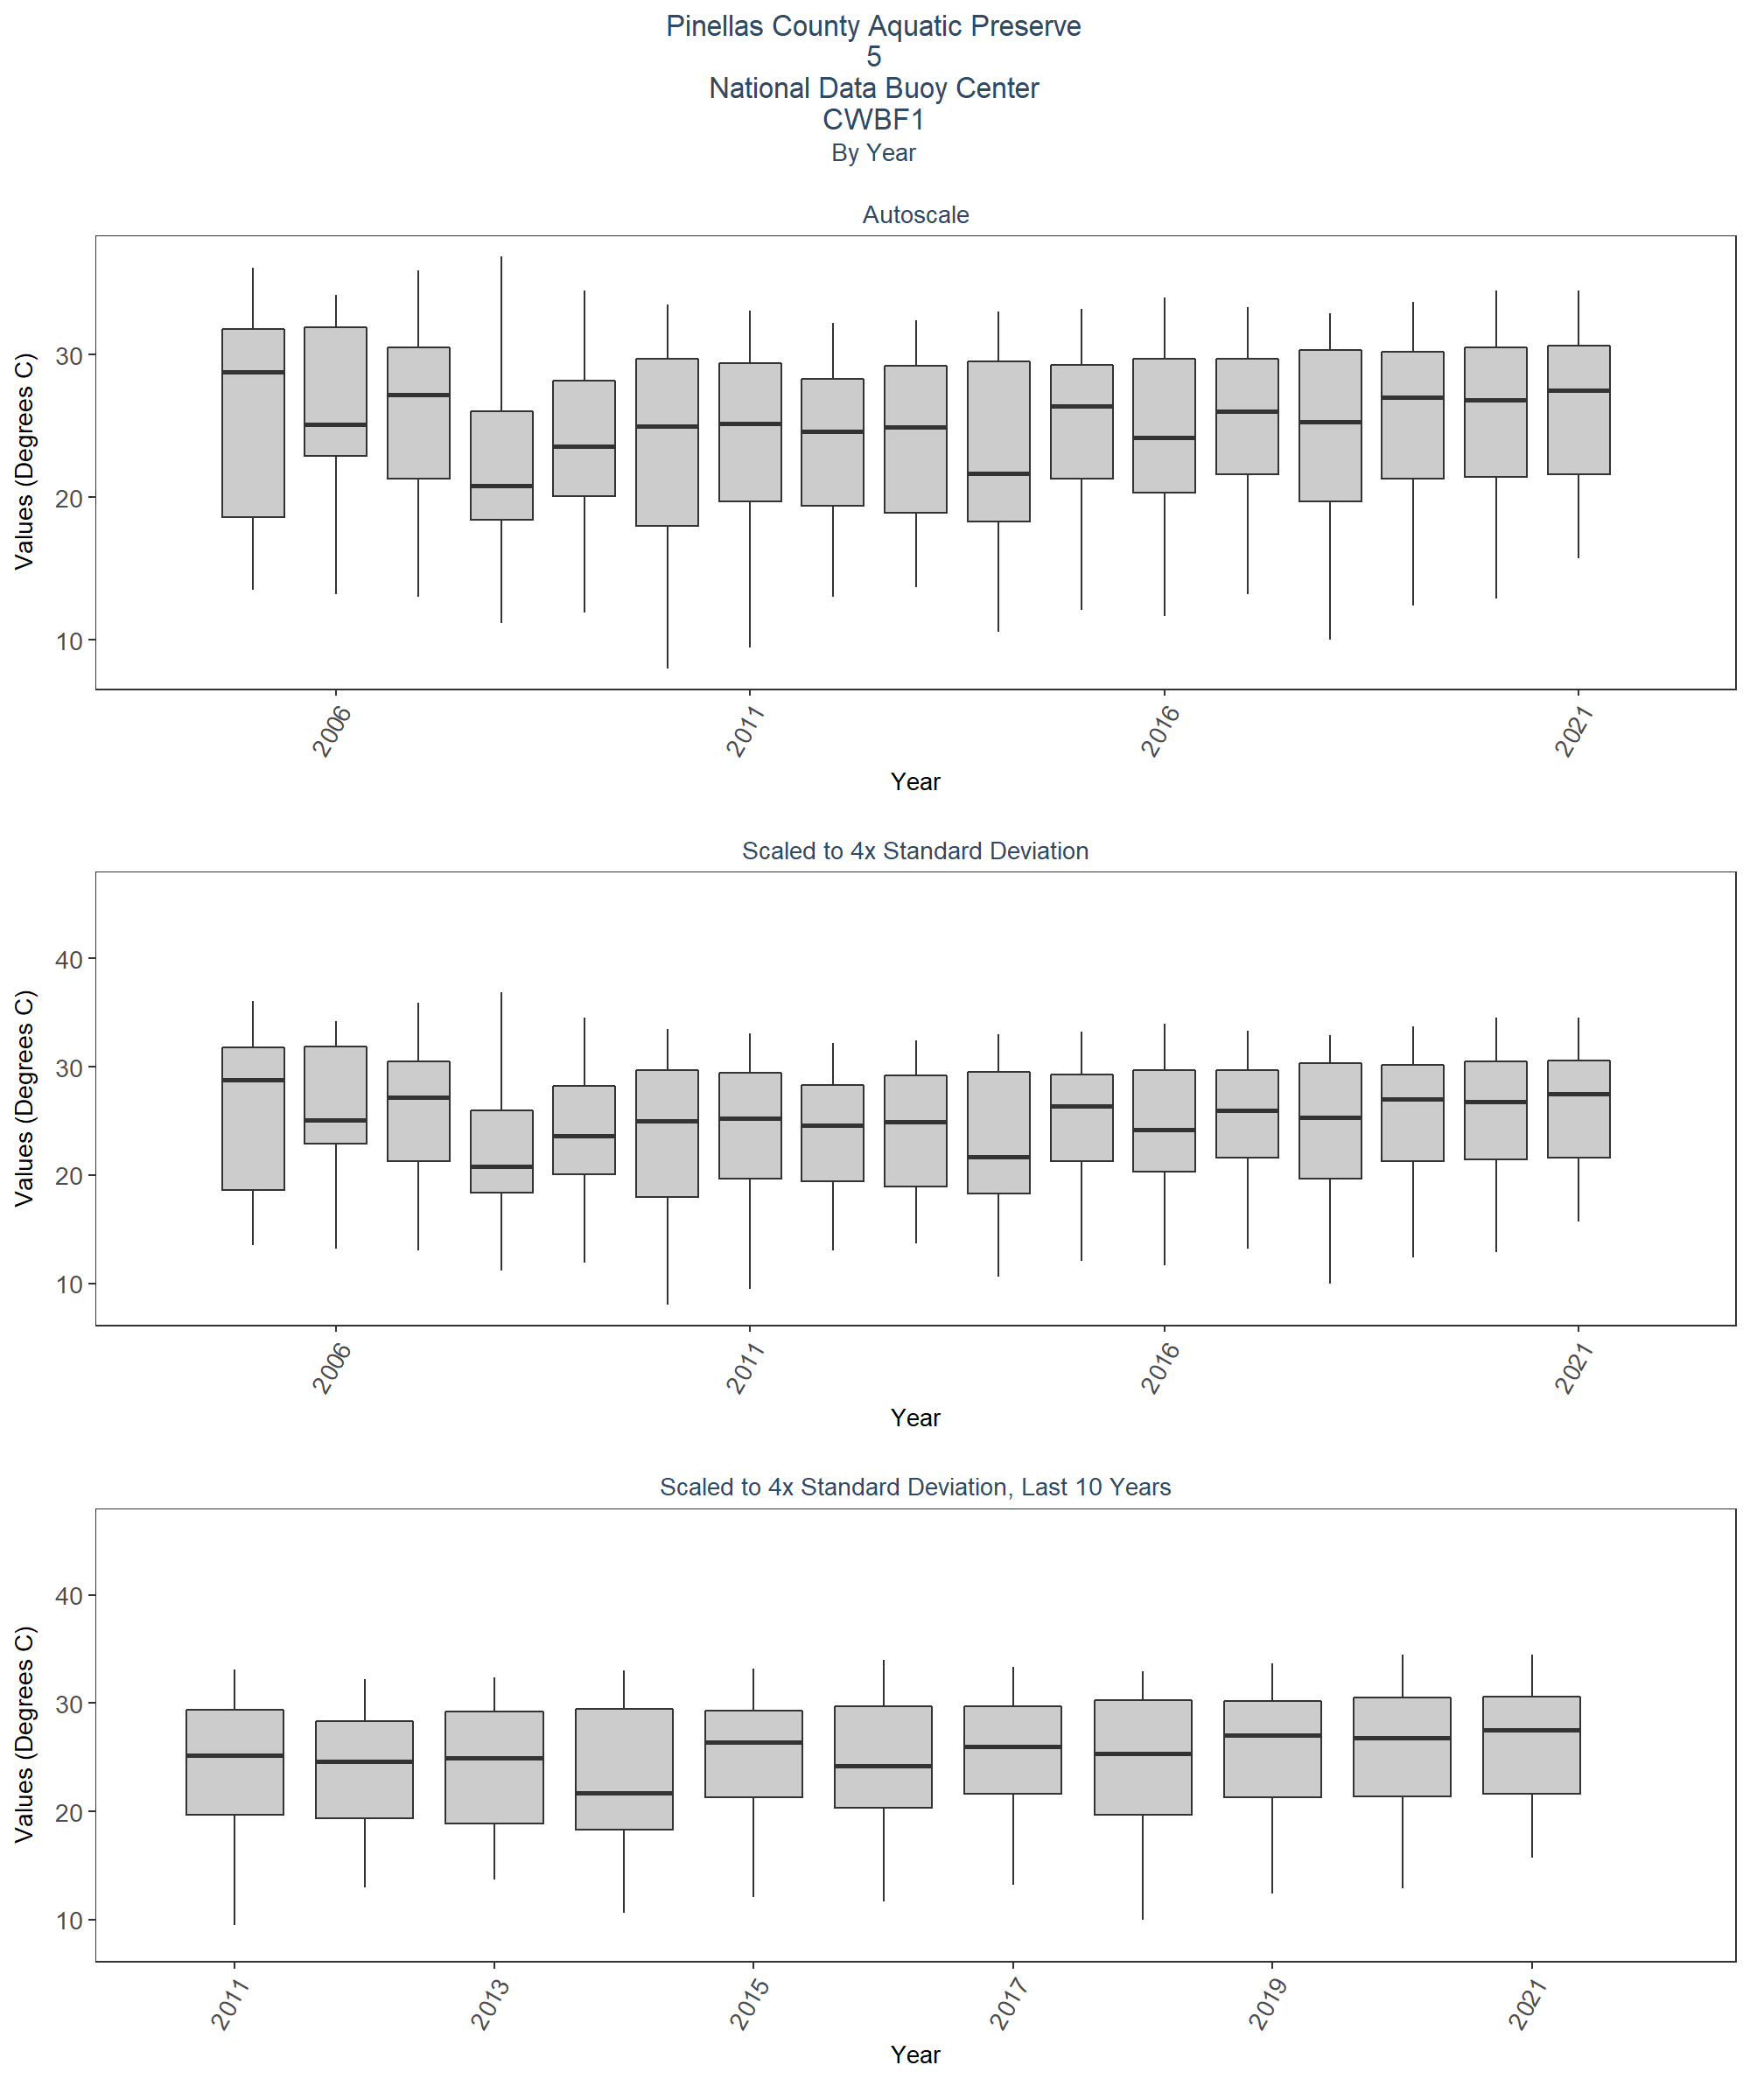 Pinellas County Aquatic Preserve
5
National Data Buoy Center
CWBF1
By Year
Autoscale
Values (Degrees C)
30
20
10
2006
2011
2016
2021
Year
Scaled to 4x Standard Deviation
Values (Degrees C)
40
30
20
10
2006
2011
2016
2021
Year
Scaled to 4x Standard Deviation, Last 10 Years
Values (Degrees C)
40
30
20
10
2011
2013
2015
2017
2019
2021
Year